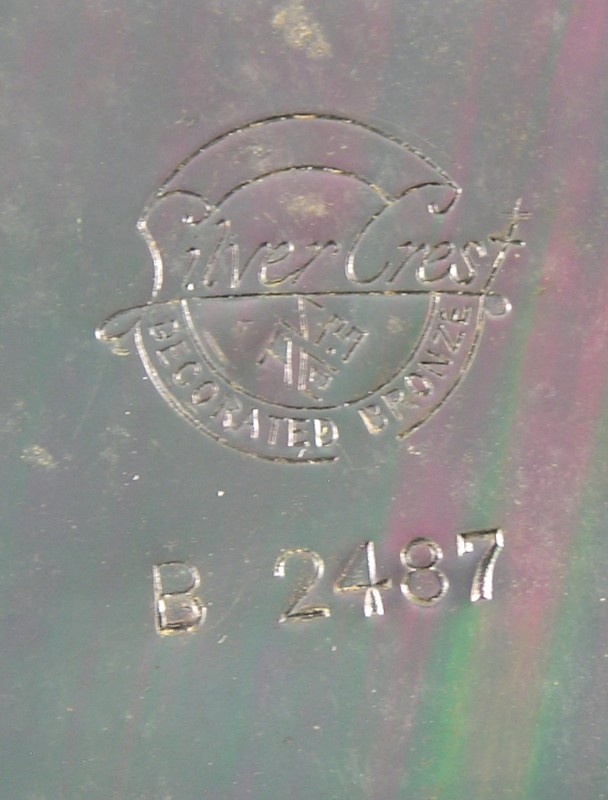 Silver Crest
DECORATED BRONZE
B 2487